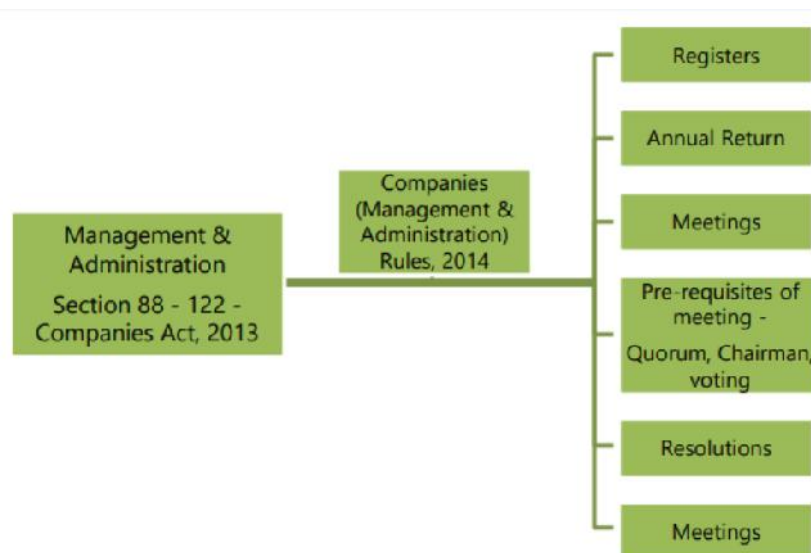 Management &
Administration
Section 88 - 122 -
Companies Act, 2013
Companies
(Management &
Administration)
Rules, 2014
Registers
Annual Return
Meetings
Pre-requisites of
meeting -
Quorum, Chairman,
voting
Resolutions
Meetings